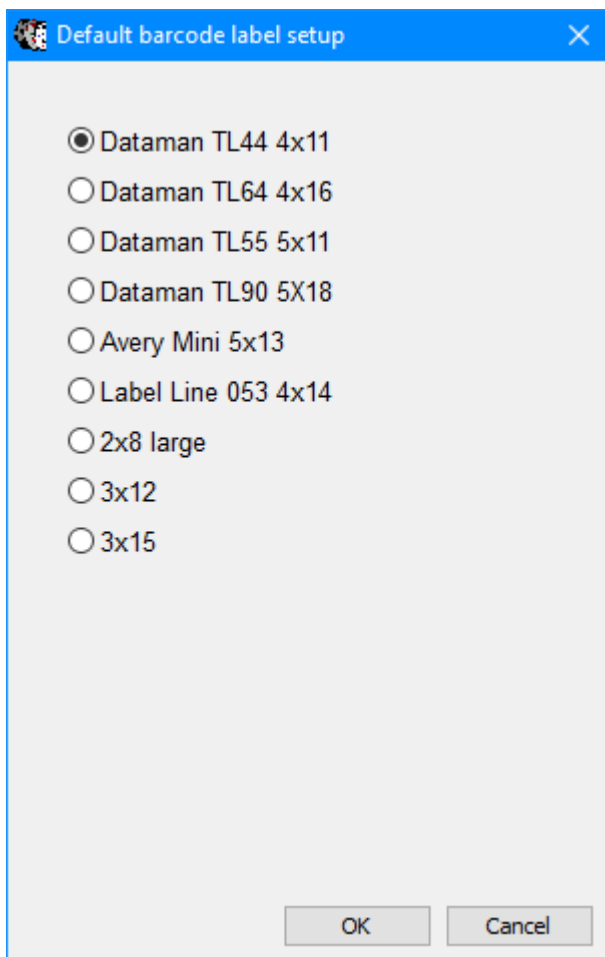 Default barcode label setup
Dataman TL44 4x11
Dataman TL64 4x16
Dataman TL55 5x11
Dataman TL90 5X18
Avery Mini 5x13
Label Line 053 4x14
2x8 large
3x12
3x15
OK Cancel